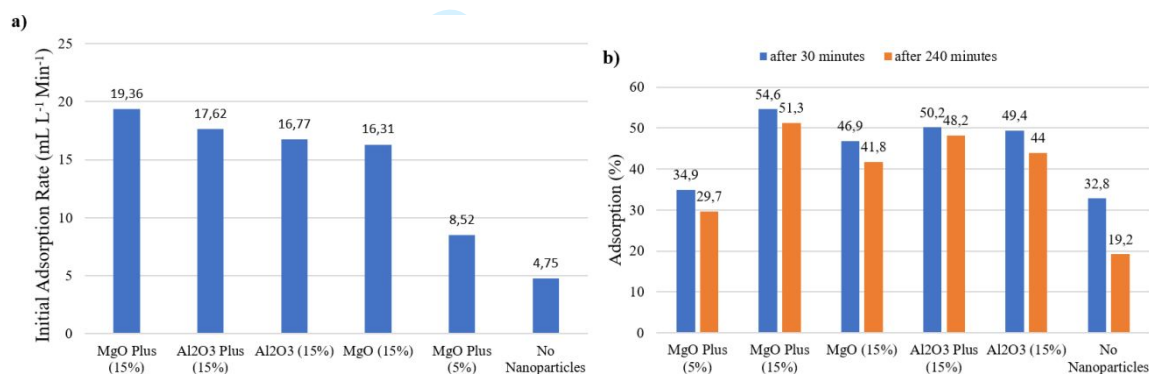 a)
Initial Adsorption Rate (mL L⁻¹ Min⁻¹)
25
20
15
10
5
0
19,36
17,62
16,77
16,31
8,52
4,75
MgO Plus
(15%)
Al2O3 Plus
(15%)
Al2O3 (15%)
MgO (15%)
MgO Plus
(5%)
No
Nanoparticles
b)
after 30 minutes
after 240 minutes
Adsorption (%)
60
50
40
30
20
10
0
34,9
29,7
54,6
51,3
46,9
41,8
50,2
48,2
49,4
44
32,8
19,2
MgO Plus
(5%)
MgO Plus
(15%)
MgO (15%)
Al2O3 Plus
(15%)
Al2O3 (15%)
No
Nanoparticles